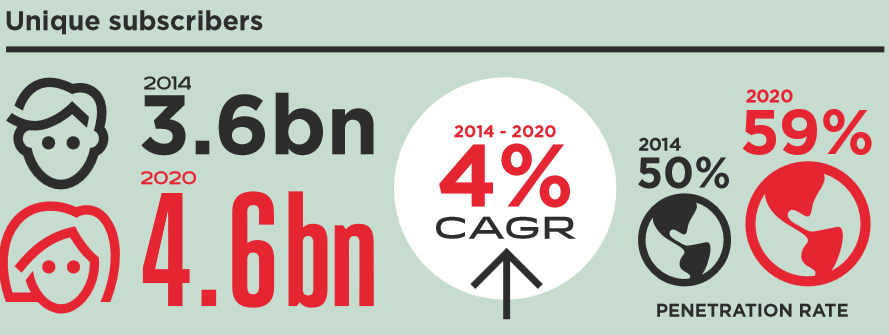 Unique subscribers
2014
3.6bn
2020
4.6bn
2014 - 2020
4%
CAGR
2014
50%
2020
59%
PENETRATION RATE